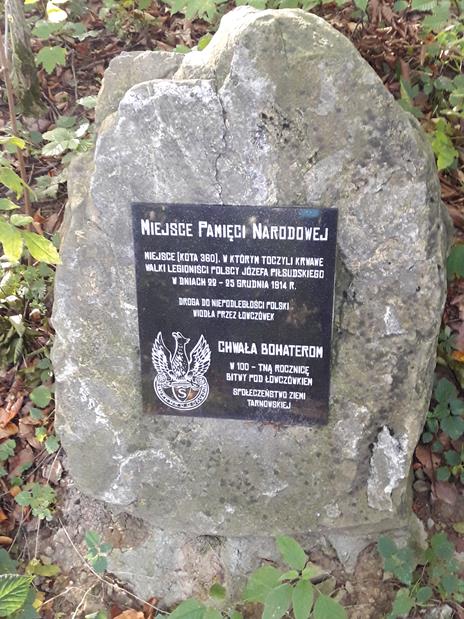 MIEJSCE PAMIĘCI NARODOWEJ
MIEJSCE [KOTA 360], W KTÓRYM TOCZYLI KRWAWE
WALKI LEGIONIŚCI POLSCY JÓZEFA PIŁSUDSKIEGO
W DNIACH 22 - 25 GRUDNIA 1914 R.
DROGA DO NIEPODLEGŁOŚCI POLSKI
WIODŁA PRZEZ ŁOWCZÓWEK
CHWAŁA BOHATEROM
W 100 - TNĄ ROCZNICĘ
BITWY POD ŁOWCZÓWKIEM
SPOŁECZEŃSTWO ZIEMI
TARNOWSKIEJ
S